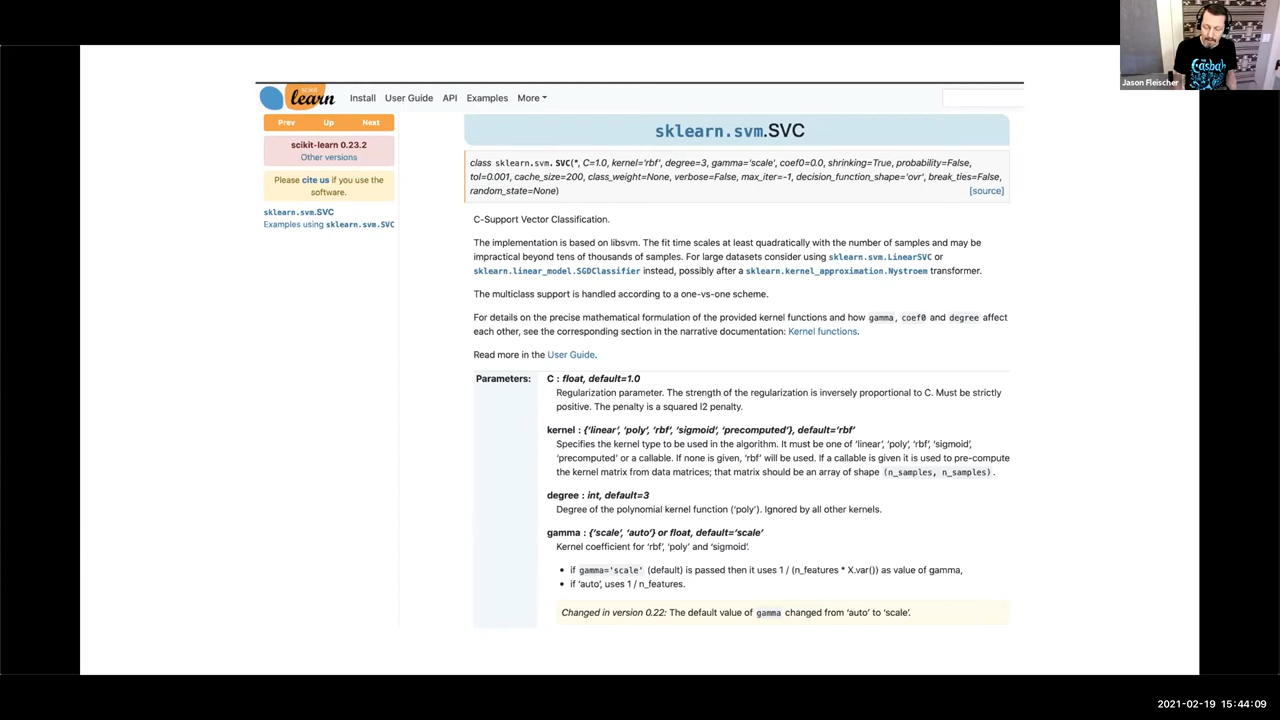 scikit
learn
Install
User Guide
API
Examples
More
Prev
Up
Next
scikit-learn 0.23.2
Other versions
Please cite us if you use the
software.
sklearn.svm.SVC
Examples using sklearn.svm.SVC
sklearn.svm.SVC
class sklearn.svm.SVC(*, C=1.0, kernel='rbf', degree=3, gamma='scale', coef0=0.0, shrinking=True, probability=False,
tol=0.001, cache_size=200, class_weight=None, verbose=False, max_iter=-1, decision_function_shape='ovr', break_ties=False,
random_state=None)
[source]
C-Support Vector Classification.
The implementation is based on libsvm. The fit time scales at least quadratically with the number of samples and may be
impractical beyond tens of thousands of samples. For large datasets consider using sklearn.svm.LinearSVC or
sklearn.linear_model.SGDClassifier instead, possibly after a sklearn.kernel_approximation.Nystroem transformer.
The multiclass support is handled according to a one-vs-one scheme.
For details on the precise mathematical formulation of the provided kernel functions and how gamma, coef0 and degree affect
each other, see the corresponding section in the narrative documentation: Kernel functions.
Read more in the User Guide.
Parameters:
C : float, default=1.0
Regularization parameter. The strength of the regularization is inversely proportional to C. Must be strictly
positive. The penalty is a squared l2 penalty.
kernel : {'linear', 'poly', 'rbf', 'sigmoid', 'precomputed'}, default='rbf'
Specifies the kernel type to be used in the algorithm. It must be one of 'linear', 'poly', 'rbf', 'sigmoid',
'precomputed' or a callable. If none is given, 'rbf' will be used. If a callable is given it is used to pre-compute
the kernel matrix from data matrices; that matrix should be an array of shape (n_samples, n_samples).
degree : int, default=3
Degree of the polynomial kernel function ('poly'). Ignored by all other kernels.
gamma : {'scale', 'auto'} or float, default='scale'
Kernel coefficient for 'rbf', 'poly' and 'sigmoid'.
• if gamma='scale' (default) is passed then it uses 1 / (n_features * X.var()) as value of gamma,
• if 'auto', uses 1 / n_features.
Changed in version 0.22: The default value of gamma changed from 'auto' to 'scale'.
Casbah
Jason Fleischer
2021-02-19 15:44:09